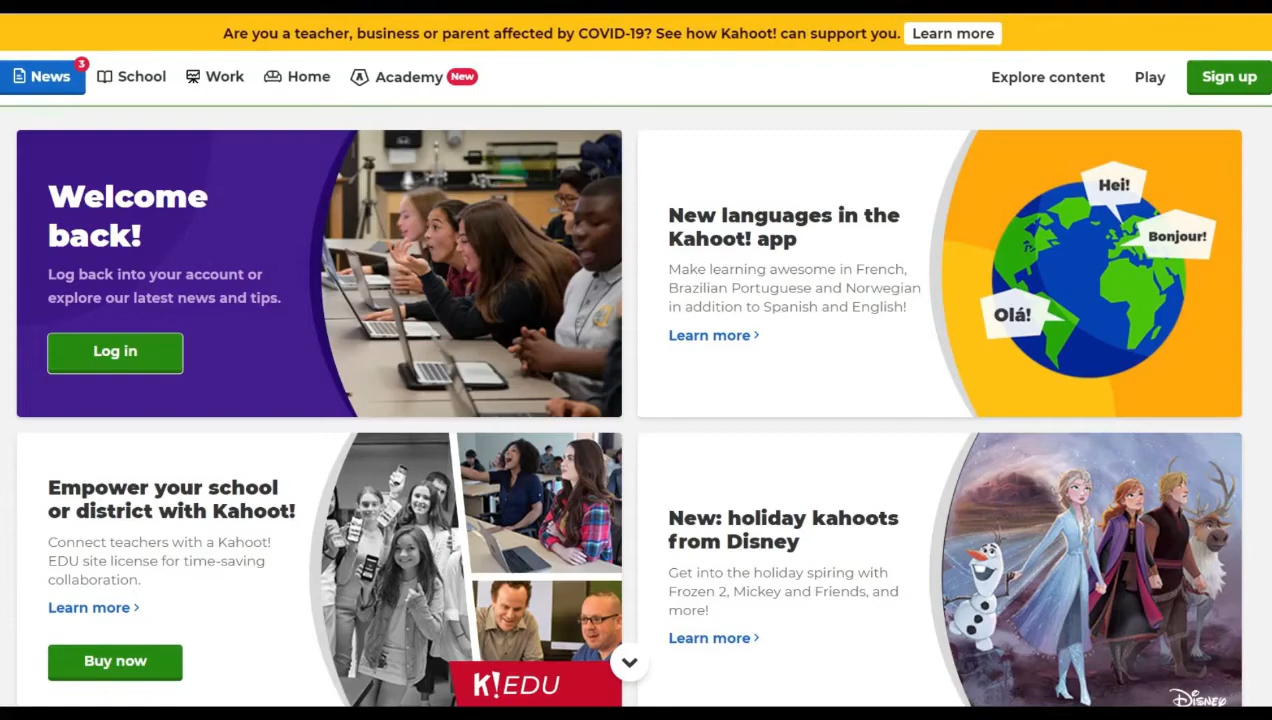 Are you a teacher, business or parent affected by COVID-19? See how Kahoot! can support you. Learn more
News 3 School Work Home Academy New Explore content Play Sign up
Welcome
back!
Log back into your account or
explore our latest news and tips.
Log in
New languages in the
Kahoot! app
Make learning awesome in French,
Brazilian Portuguese and Norwegian
in addition to Spanish and English!
Learn more
Hei!
Bonjour!
Olá!
Empower your school
or district with Kahoot!
Connect teachers with a Kahoot!
EDU site license for time-saving
collaboration.
Learn more
Buy now
K!EDU
New: holiday kahoots
from Disney
Get into the holiday spiring with
Frozen 2, Mickey and Friends, and
more!
Learn more
Disney